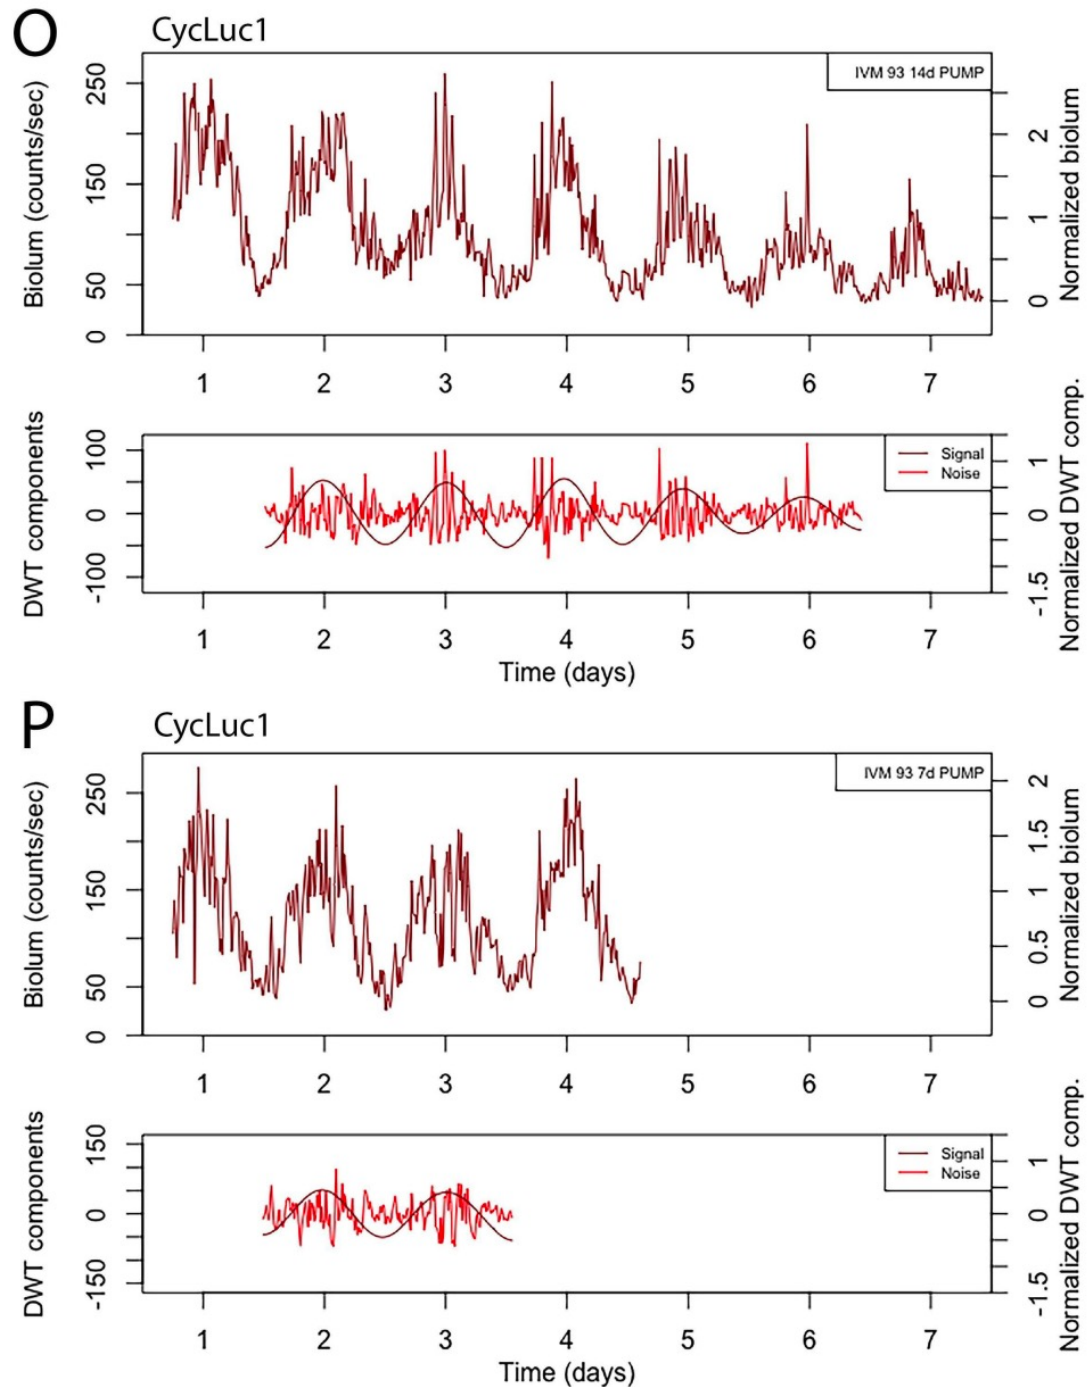 O
CycLuc1
IVM 93 14d PUMP
Biolum (counts/sec)
0 50 150 250
Normalized biolum
0 1 2
1 2 3 4 5 6 7
DWT components
-100 0 100
Signal
Noise
Normalized DWT comp.
-1.5 0 1
1 2 3 4 5 6 7
Time (days)
P
CycLuc1
IVM 93 7d PUMP
Biolum (counts/sec)
0 50 150 250
Normalized biolum
0 0.5 1 1.5 2
1 2 3 4 5 6 7
DWT components
-150 0 150
Signal
Noise
Normalized DWT comp.
-1.5 0 1
1 2 3 4 5 6 7
Time (days)